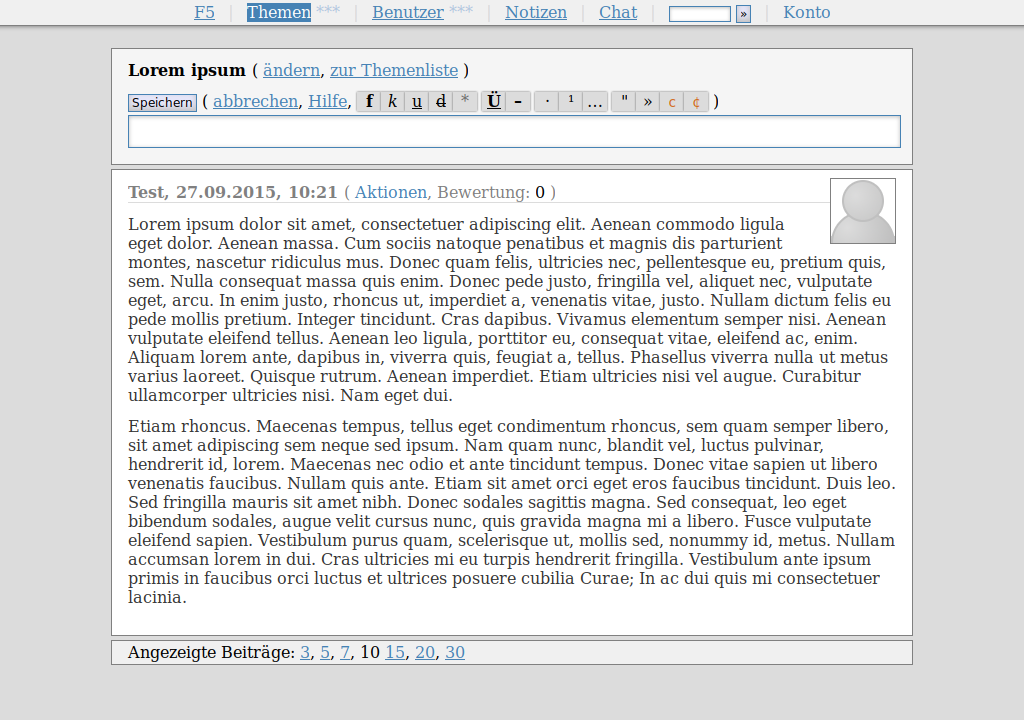 F5 | Themen *** | Benutzer *** | Notizen | Chat | » | Konto
Lorem ipsum ( ändern, zur Themenliste )
Speichern ( abbrechen, Hilfe, f k u d * Ü – · ¹ … " » c ¢ )
Test, 27.09.2015, 10:21 ( Aktionen, Bewertung: 0 )
Lorem ipsum dolor sit amet, consectetuer adipiscing elit. Aenean commodo ligula
eget dolor. Aenean massa. Cum sociis natoque penatibus et magnis dis parturient
montes, nascetur ridiculus mus. Donec quam felis, ultricies nec, pellentesque eu, pretium quis,
sem. Nulla consequat massa quis enim. Donec pede justo, fringilla vel, aliquet nec, vulputate
eget, arcu. In enim justo, rhoncus ut, imperdiet a, venenatis vitae, justo. Nullam dictum felis eu
pede mollis pretium. Integer tincidunt. Cras dapibus. Vivamus elementum semper nisi. Aenean
vulputate eleifend tellus. Aenean leo ligula, porttitor eu, consequat vitae, eleifend ac, enim.
Aliquam lorem ante, dapibus in, viverra quis, feugiat a, tellus. Phasellus viverra nulla ut metus
varius laoreet. Quisque rutrum. Aenean imperdiet. Etiam ultricies nisi vel augue. Curabitur
ullamcorper ultricies nisi. Nam eget dui.
Etiam rhoncus. Maecenas tempus, tellus eget condimentum rhoncus, sem quam semper libero,
sit amet adipiscing sem neque sed ipsum. Nam quam nunc, blandit vel, luctus pulvinar,
hendrerit id, lorem. Maecenas nec odio et ante tincidunt tempus. Donec vitae sapien ut libero
venenatis faucibus. Nullam quis ante. Etiam sit amet orci eget eros faucibus tincidunt. Duis leo.
Sed fringilla mauris sit amet nibh. Donec sodales sagittis magna. Sed consequat, leo eget
bibendum sodales, augue velit cursus nunc, quis gravida magna mi a libero. Fusce vulputate
eleifend sapien. Vestibulum purus quam, scelerisque ut, mollis sed, nonummy id, metus. Nullam
accumsan lorem in dui. Cras ultricies mi eu turpis hendrerit fringilla. Vestibulum ante ipsum
primis in faucibus orci luctus et ultrices posuere cubilia Curae; In ac dui quis mi consectetuer
lacinia.
Angezeigte Beiträge: 3, 5, 7, 10 15, 20, 30